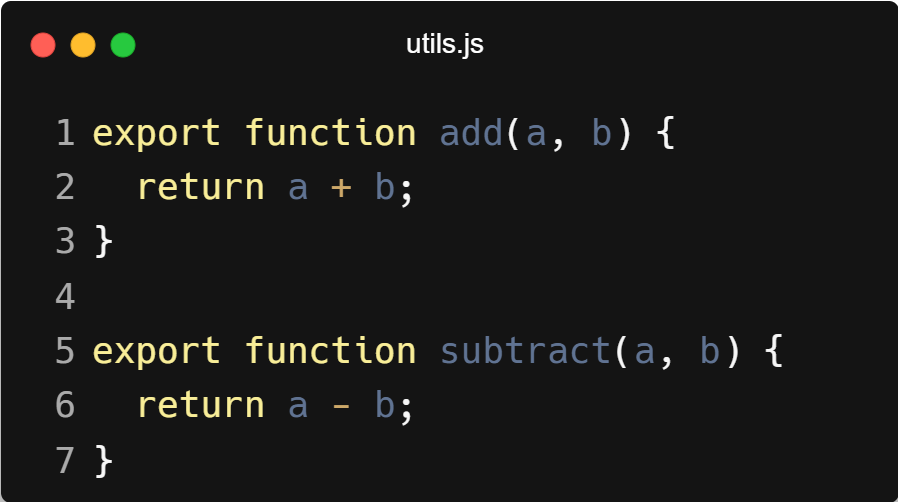 utils.js
1 export function add(a, b) {
2   return a + b;
3 }
4
5 export function subtract(a, b) {
6   return a - b;
7 }